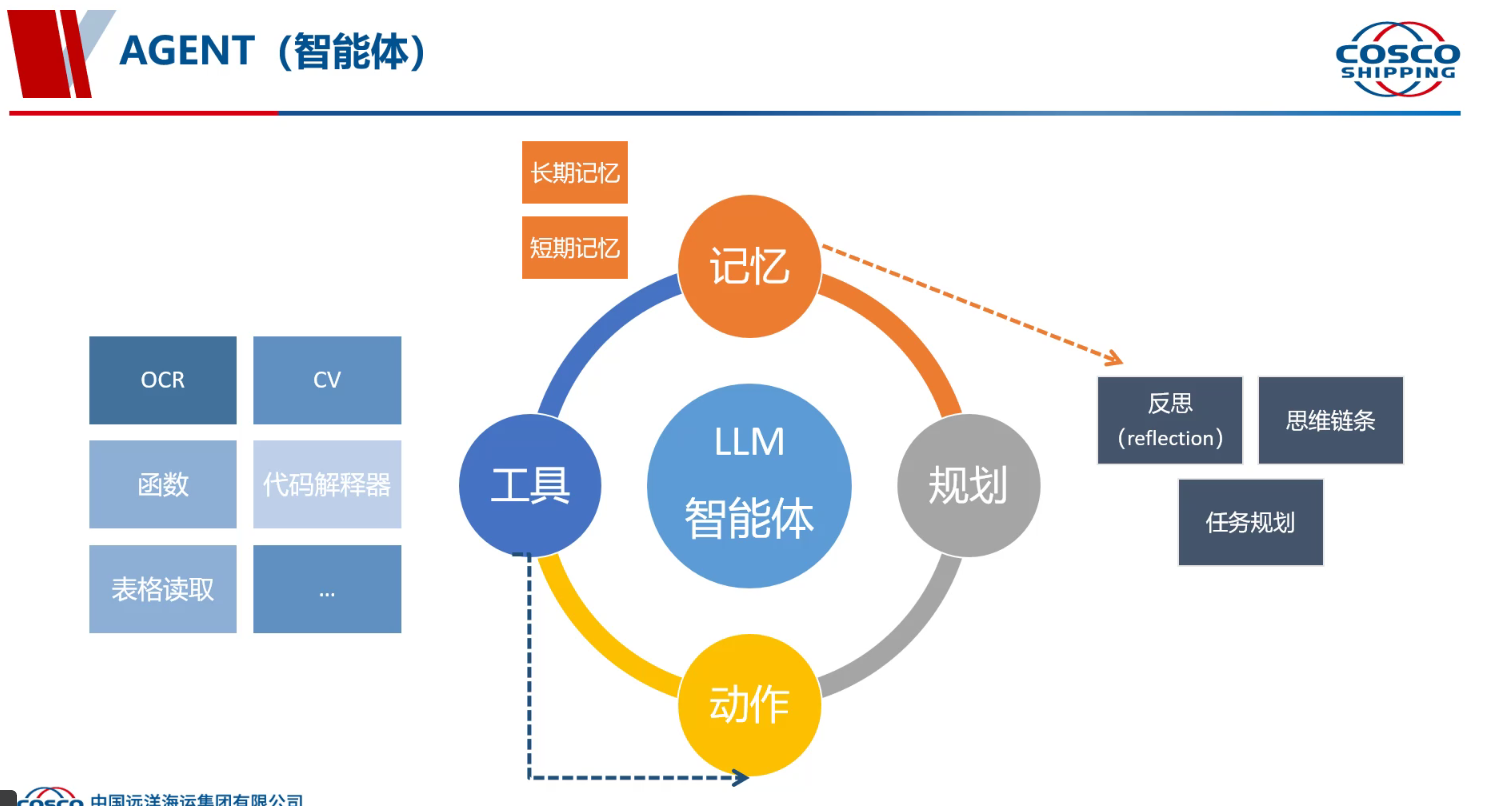 AGENT（智能体）
COSCO
SHIPPING
长期记忆
短期记忆
记忆
OCR
CV
函数
代码解释器
表格读取
...
工具
LLM
智能体
规划
动作
反思
（reflection）
思维链条
任务规划
COSCO
中国远洋海运集团有限公司